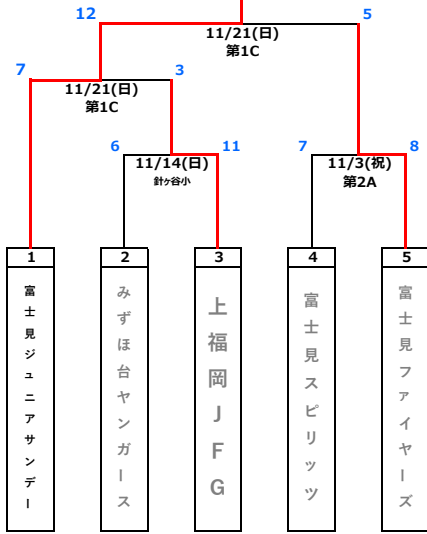 12
5
11/21(日)
第1C
7
3
11/21(日)
第1C
6
11
11/14(日)
針ヶ谷小
7
8
11/3(祝)
第2A
1
2
3
4
5
富士見ジュニアサンデー
みずほ台ヤンガース
上福岡JFG
富士見スピリッツ
富士見ファイヤーズ